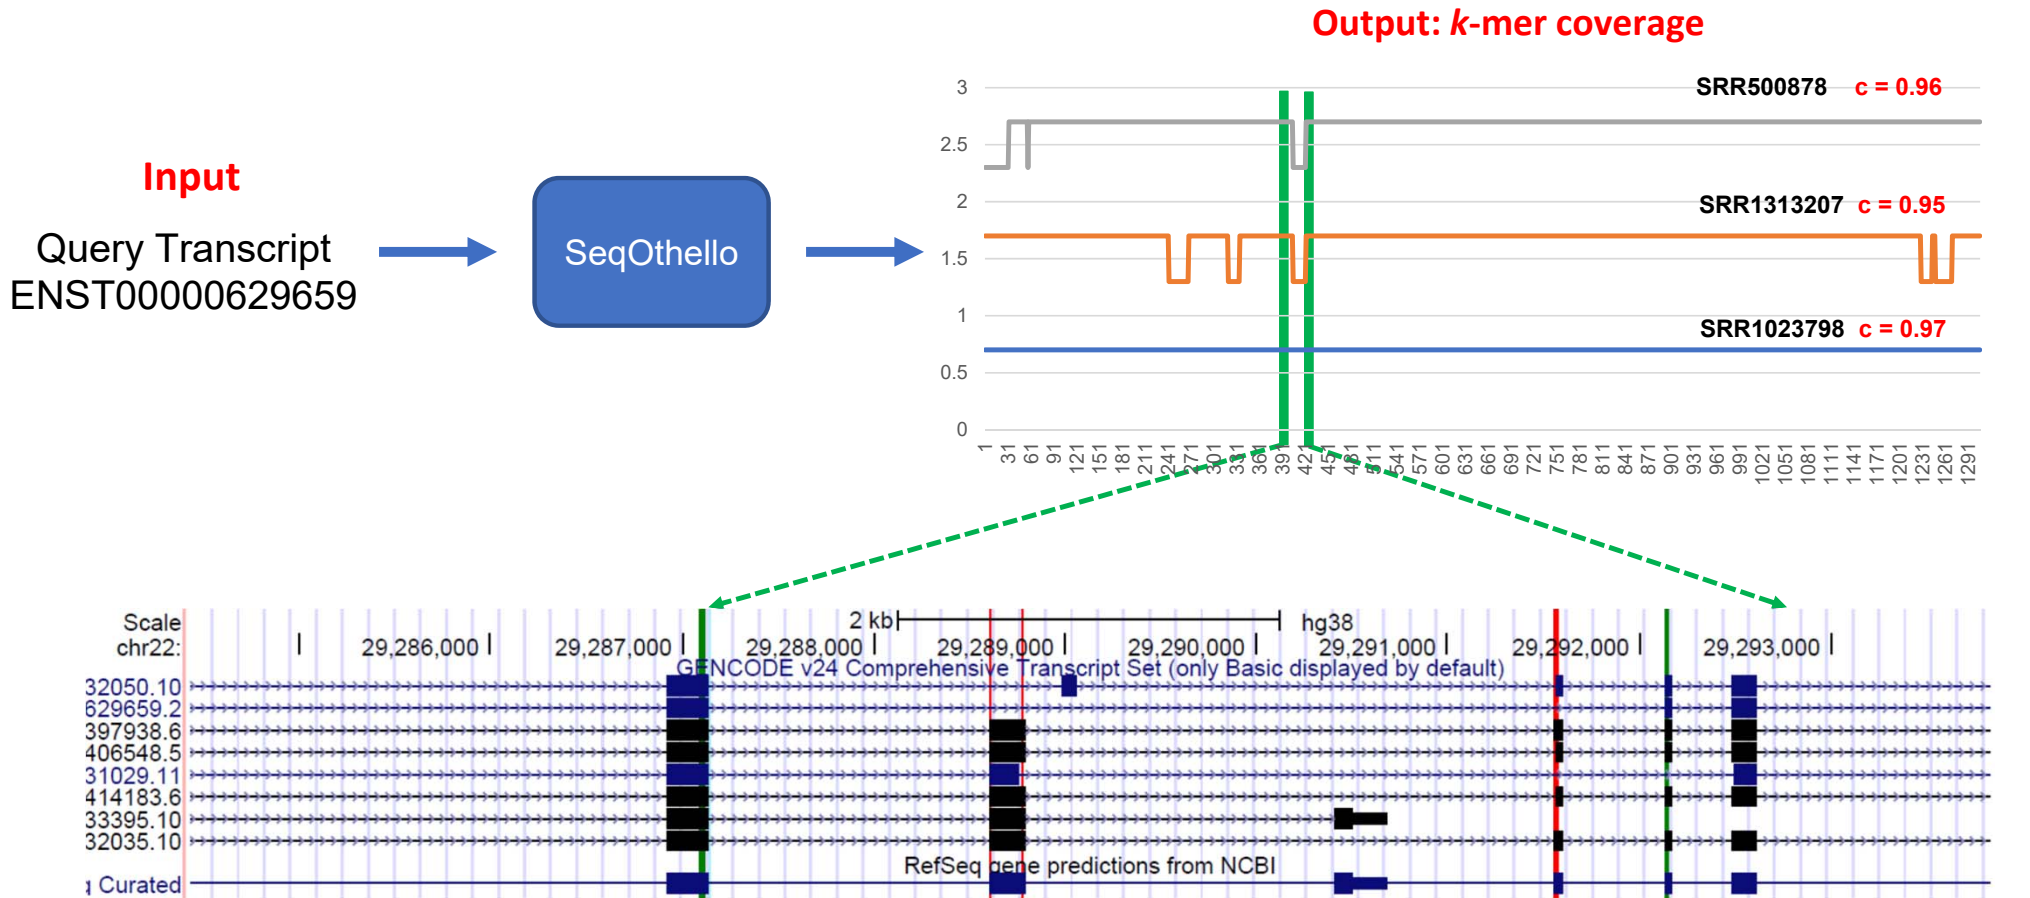 Output: k-mer coverage
Input
Query Transcript
ENST00000629659
SeqOthello
3
2.5
2
1.5
1
0.5
0
SRR500878 c = 0.96
SRR1313207 c = 0.95
SRR1023798 c = 0.97
1 31 61 91 121 151 181 211 241 271 301 331 361 391 421 451 481 511 541 571 601 631 661 691 721 751 781 811 841 871 901 931 961 991 1021 1051 1081 1111 1141 1171 1201 1231 1261 1291
Scale 2 kb hg38
chr22: 29,286,000 29,287,000 29,288,000 29,289,000 29,290,000 29,291,000 29,292,000 29,293,000
GENCODE v24 Comprehensive Transcript Set (only Basic displayed by default)
32050.10
629659.2
397938.6
406548.5
31029.11
414183.6
33395.10
32035.10
RefSeq gene predictions from NCBI
q Curated